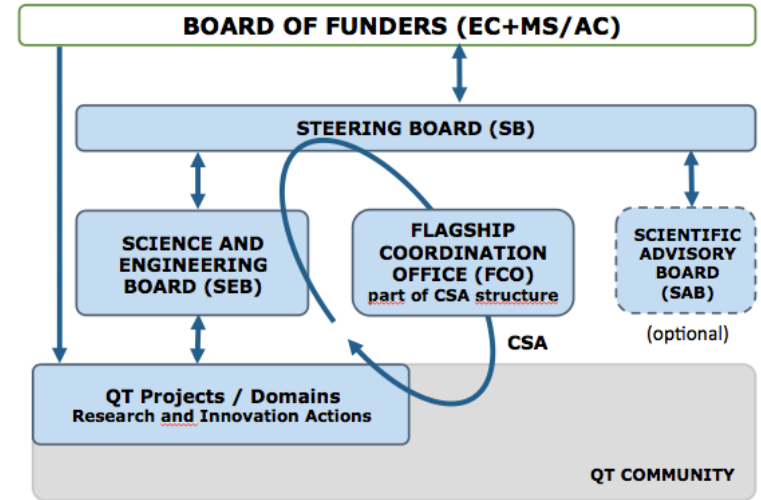 BOARD OF FUNDERS (EC+MS/AC)
STEERING BOARD (SB)
SCIENCE AND
ENGINEERING
BOARD (SEB)
FLAGSHIP
COORDINATION
OFFICE (FCO)
part of CSA structure
SCIENTIFIC
ADVISORY
BOARD
(SAB)
(optional)
CSA
QT Projects / Domains
Research and Innovation Actions
QT COMMUNITY